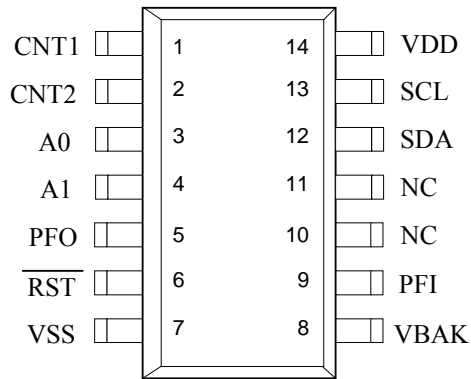 CNT1 1 14 VDD
CNT2 2 13 SCL
A0 3 12 SDA
A1 4 11 NC
PFO 5 10 NC
R̅S̅T̅ 6 9 PFI
VSS 7 8 VBAK